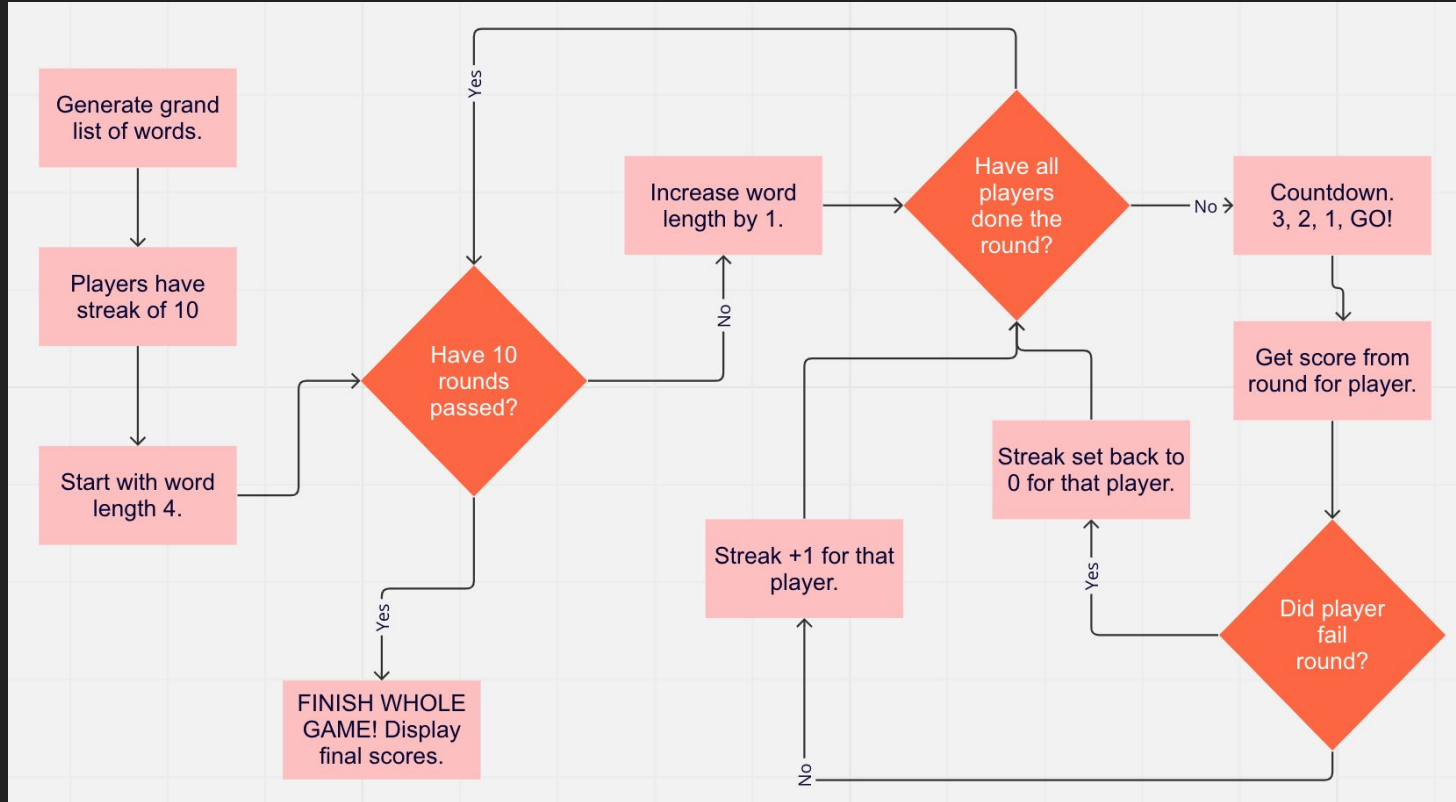 Generate grand
list of words.
Players have
streak of 10
Start with word
length 4.
Yes
Have 10
rounds
passed?
Yes
FINISH WHOLE
GAME! Display
final scores.
No
Increase word
length by 1.
Have all
players
done the
round?
No
Countdown.
3, 2, 1, GO!
Get score from
round for player.
Did player
fail
round?
Yes
Streak set back to
0 for that player.
No
Streak +1 for that
player.